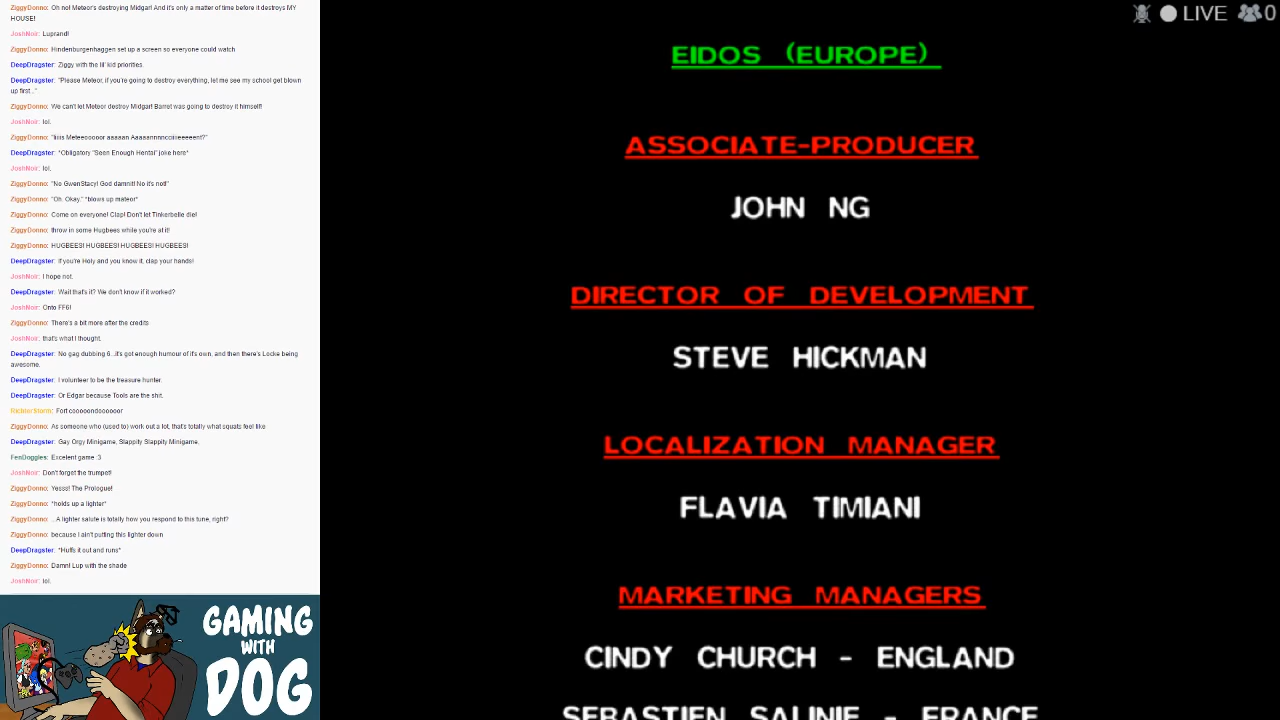 ZiggyDonno: Oh no! Meteor's destroying Midgar! And it's only a matter of time before it destroys MY
HOUSE!
JoshNoir: Luprand!
ZiggyDonno: Hindenburgenhaggen set up a screen so everyone could watch
DeepDragster: Ziggy with the lil' kid priorities.
DeepDragster: "Please Meteor, if you're going to destroy everything, let me see my school get blown
up first..."
ZiggyDonno: We can't let Meteor destroy Midgar! Barret was going to destroy it himself!
JoshNoir: lol.
ZiggyDonno: "Iiiiis Meteecooor aaaaan Aaaaannnncciiieeeeent?"
DeepDragster: *Obligatory "Seen Enough Hentai" joke here*
JoshNoir: lol.
ZiggyDonno: "No GwenStacy! God damnit! No it's not!"
ZiggyDonno: "Oh. Okay." *blows up mateor*
ZiggyDonno: Come on everyone! Clap! Don't let Tinkerbelle die!
ZiggyDonno: throw in some Hugbees while you're at it!
ZiggyDonno: HUGBEES! HUGBEES! HUGBEES! HUGBEES!
DeepDragster: If you're Holy and you know it, clap your hands!
JoshNoir: I hope not.
DeepDragster: Wait that's it? We don't know if it worked?
JoshNoir: Onto FF6!
ZiggyDonno: There's a bit more after the credits
JoshNoir: that's what I thought.
DeepDragster: No gag dubbing 6...it's got enough humour of it's own, and then there's Locke being
awesome.
DeepDragster: I volunteer to be the treasure hunter.
DeepDragster: Or Edgar because Tools are the shit.
RichterStorm: Fort cooooondooooor
ZiggyDonno: As someone who (used to) work out a lot, that's totally what squats feel like
DeepDragster: Gay Orgy Minigame, Slappity Slappity Minigame.
FenDoggles: Excelent game :3
JoshNoir: Don't forget the trumpet!
ZiggyDonno: Yesss! The Prologue!
ZiggyDonno: *holds up a lighter*
ZiggyDonno: ...A lighter salute is totally how you respond to this tune, right?
ZiggyDonno: because I ain't putting this lighter down
DeepDragster: *Huffs it out and runs*
ZiggyDonno: Damn! Lup with the shade
JoshNoir: lol.
GAMING
WITH
DOG
LIVE 0
EIDOS (EUROPE)
ASSOCIATE-PRODUCER
JOHN NG
DIRECTOR OF DEVELOPMENT
STEVE HICKMAN
LOCALIZATION MANAGER
FLAVIA TIMIANI
MARKETING MANAGERS
CINDY CHURCH - ENGLAND
SEBASTIEN SALINIE - FRANCE